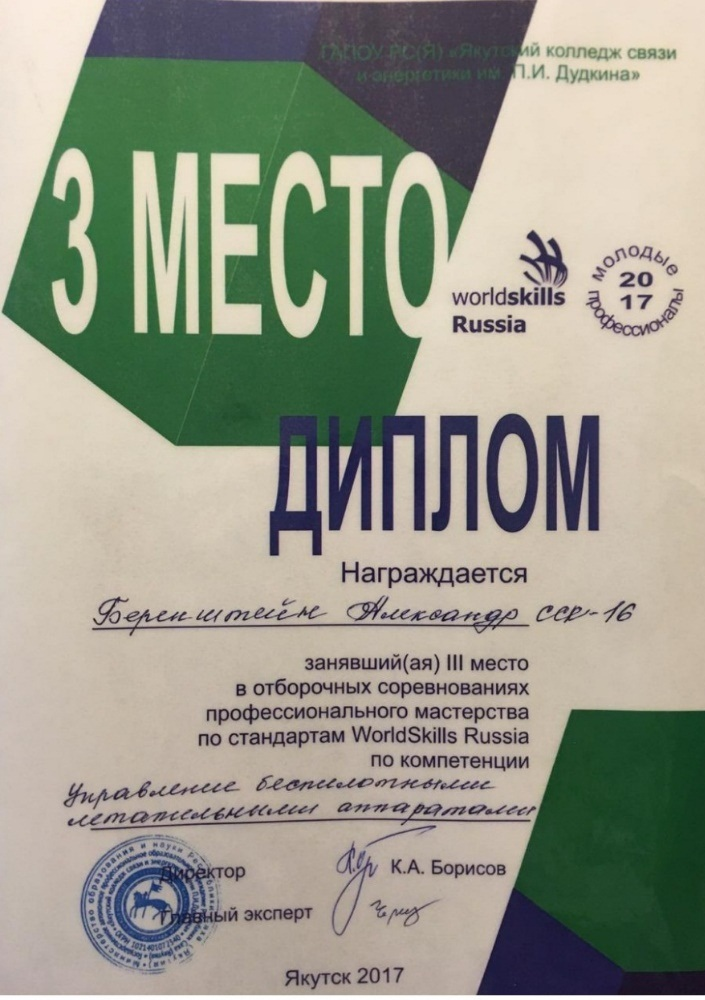 ГАПОУ РС(Я) «Якутский колледж связи
и энергетики им. П.И. Дудкина»
3 МЕСТО
worldskills
Russia
молодые
20
17
профессионалы
ДИПЛОМ
Награждается
Беренштейн Александр ССК-16
занявший(ая) III место
в отборочных соревнованиях
профессионального мастерства
по стандартам WorldSkills Russia
по компетенции
Управление беспилотными
летательными аппаратами
Директор К.А. Борисов
Главный эксперт
Якутск 2017